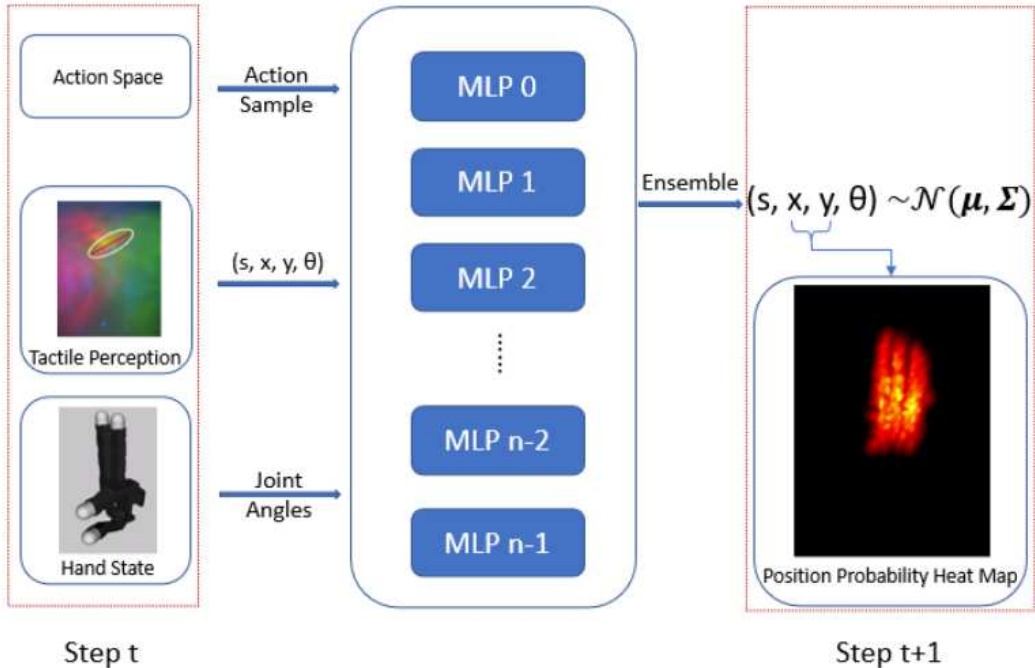 Action Space
Action
Sample
Tactile Perception
(s, x, y, θ)
Hand State
Joint
Angles
MLP 0
MLP 1
MLP 2
MLP n-2
MLP n-1
Ensemble
(s, x, y, θ) ~𝒩(μ, Σ)
Position Probability Heat Map
Step t
Step t+1